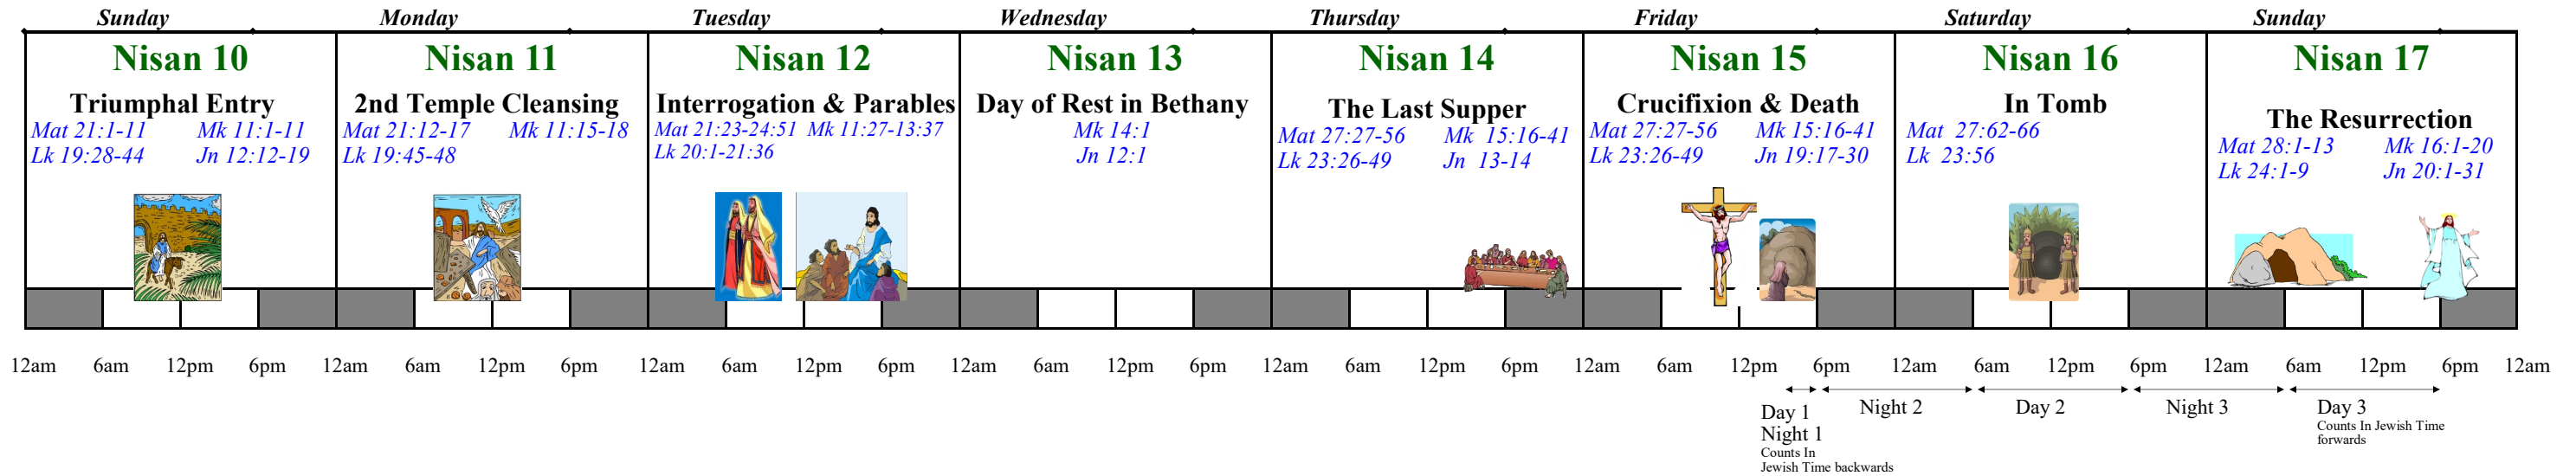 Sunday Monday Tuesday Wednesday Thursday Friday Saturday Sunday
Nisan 10
Triumphal Entry
Mat 21:1-11 Mk 11:1-11
Lk 19:28-44 Jn 12:12-19
Nisan 11
2nd Temple Cleansing
Mat 21:12-17 Mk 11:15-18
Lk 19:45-48
Nisan 12
Interrogation & Parables
Mat 21:23-24:51 Mk 11:27-13:37
Lk 20:1-21:36
Nisan 13
Day of Rest in Bethany
Mk 14:1
Jn 12:1
Nisan 14
The Last Supper
Mat 27:27-56 Mk 15:16-41
Lk 23:26-49 Jn 13-14
Nisan 15
Crucifixion & Death
Mat 27:27-56 Mk 15:16-41
Lk 23:26-49 Jn 19:17-30
Nisan 16
In Tomb
Mat 27:62-66
Lk 23:56
Nisan 17
The Resurrection
Mat 28:1-13 Mk 16:1-20
Lk 24:1-9 Jn 20:1-31
12am 6am 12pm 6pm 12am 6am 12pm 6pm 12am 6am 12pm 6pm 12am 6am 12pm 6pm 12am 6am 12pm 6pm 12am 6am 12pm 6pm 12am 6am 12pm 6pm 12am 6am 12pm 6pm 12am
Day 1
Night 1
Counts In
Jewish Time backwards
Night 2
Day 2
Night 3
Day 3
Counts In Jewish Time
forwards